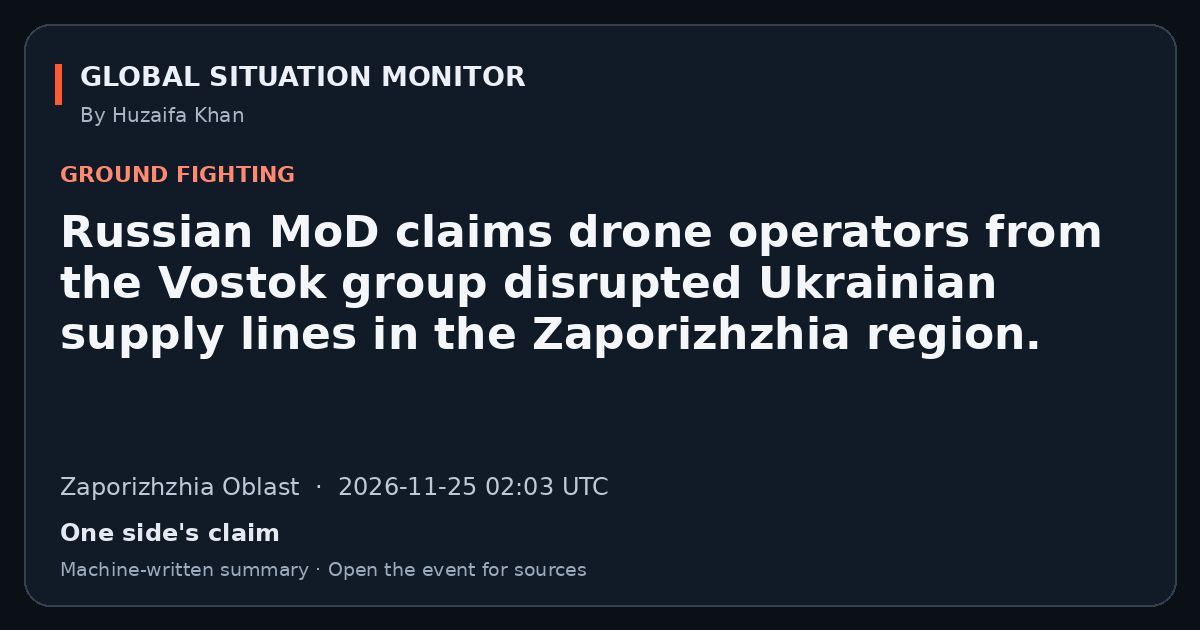 GLOBAL SITUATION MONITOR
By Huzaifa Khan
GROUND FIGHTING
Russian MoD claims drone operators from
the Vostok group disrupted Ukrainian
supply lines in the Zaporizhzhia region.
Zaporizhzhia Oblast · 2026-11-25 02:03 UTC
One side's claim
Machine-written summary · Open the event for sources